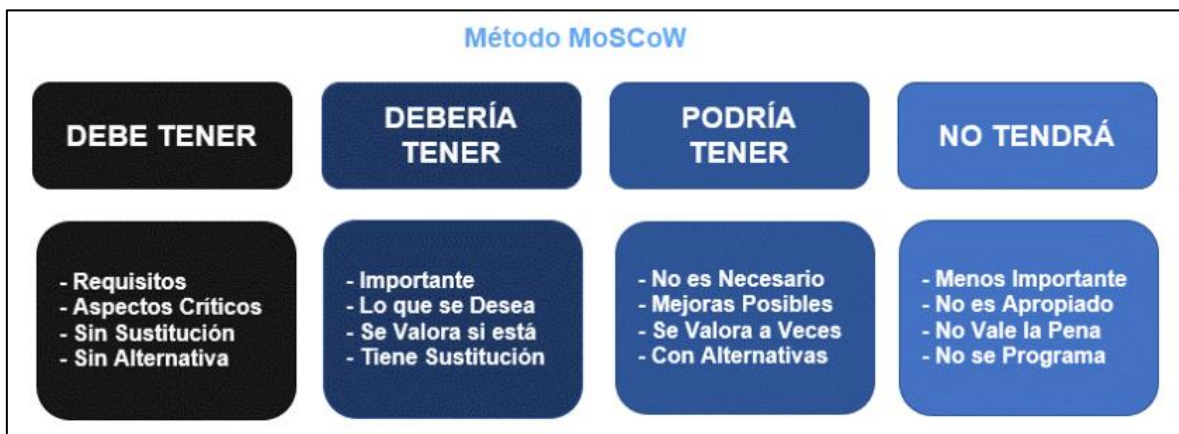 Método MoSCoW
DEBE TENER
DEBERÍA
TENER
PODRÍA
TENER
NO TENDRÁ
- Requisitos
- Aspectos Críticos
- Sin Sustitución
- Sin Alternativa
- Importante
- Lo que se Desea
- Se Valora si está
- Tiene Sustitución
- No es Necesario
- Mejoras Posibles
- Se Valora a Veces
- Con Alternativas
- Menos Importante
- No es Apropiado
- No Vale la Pena
- No se Programa